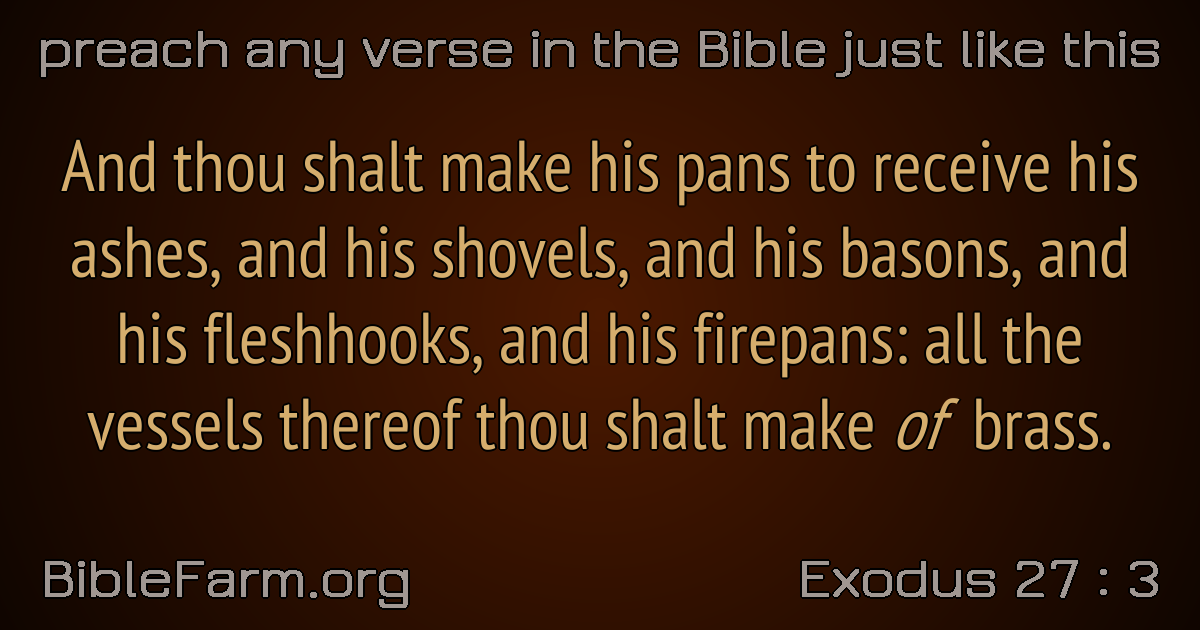 preach any verse in the Bible just like this
And thou shalt make his pans to receive his
ashes, and his shovels, and his basons, and
his fleshhooks, and his firepans: all the
vessels thereof thou shalt make of brass.
BibleFarm.org
Exodus 27 : 3